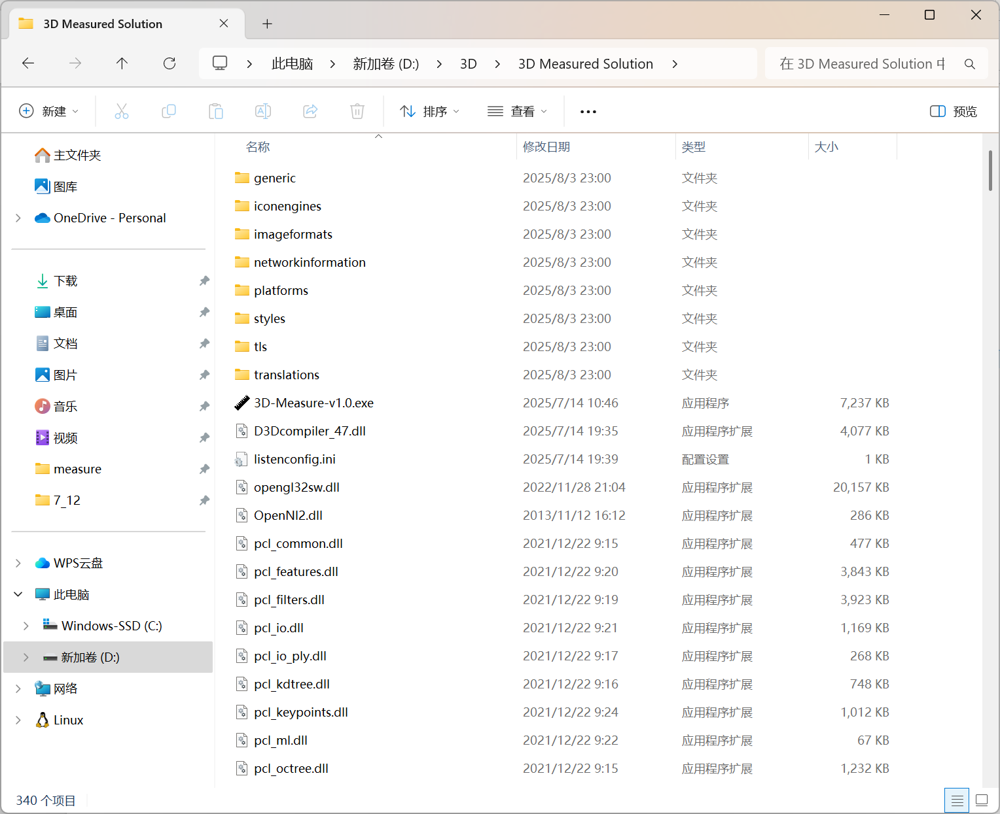 3D Measured Solution
此电脑 新加卷 (D:) 3D 3D Measured Solution
在 3D Measured Solution 中
新建 排序 查看 预览
主文件夹
图库
OneDrive - Personal
下载
桌面
文档
图片
音乐
视频
measure
7_12
WPS云盘
此电脑
Windows-SSD (C:)
新加卷 (D:)
网络
Linux
名称 修改日期 类型 大小
generic 2025/8/3 23:00 文件夹
iconengines 2025/8/3 23:00 文件夹
imageformats 2025/8/3 23:00 文件夹
networkinformation 2025/8/3 23:00 文件夹
platforms 2025/8/3 23:00 文件夹
styles 2025/8/3 23:00 文件夹
tls 2025/8/3 23:00 文件夹
translations 2025/8/3 23:00 文件夹
3D-Measure-v1.0.exe 2025/7/14 10:46 应用程序 7,237 KB
D3Dcompiler_47.dll 2025/7/14 19:35 应用程序扩展 4,077 KB
listenconfig.ini 2025/7/14 19:39 配置设置 1 KB
opengl32sw.dll 2022/11/28 21:04 应用程序扩展 20,157 KB
OpenNI2.dll 2013/11/12 16:12 应用程序扩展 286 KB
pcl_common.dll 2021/12/22 9:15 应用程序扩展 477 KB
pcl_features.dll 2021/12/22 9:20 应用程序扩展 3,843 KB
pcl_filters.dll 2021/12/22 9:19 应用程序扩展 3,923 KB
pcl_io.dll 2021/12/22 9:21 应用程序扩展 1,169 KB
pcl_io_ply.dll 2021/12/22 9:17 应用程序扩展 268 KB
pcl_kdtree.dll 2021/12/22 9:16 应用程序扩展 748 KB
pcl_keypoints.dll 2021/12/22 9:24 应用程序扩展 1,012 KB
pcl_ml.dll 2021/12/22 9:22 应用程序扩展 67 KB
pcl_octree.dll 2021/12/22 9:15 应用程序扩展 1,232 KB
340 个项目